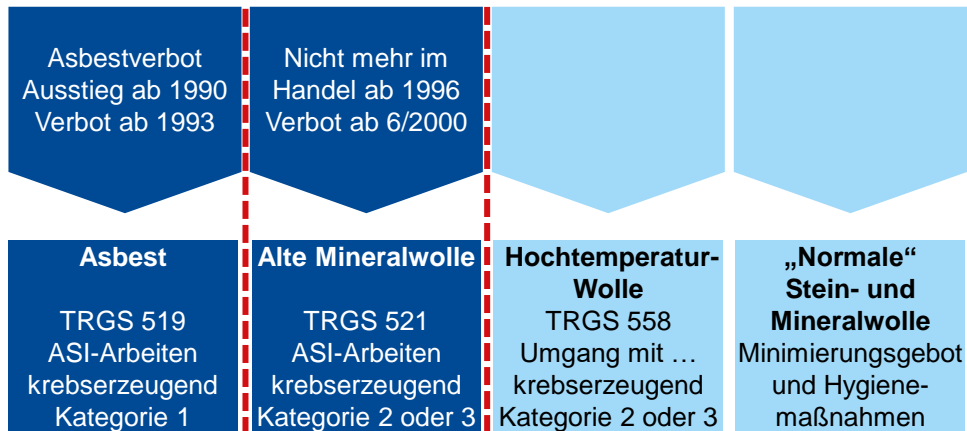 Asbestverbot
Ausstieg ab 1990
Verbot ab 1993
Nicht mehr im
Handel ab 1996
Verbot ab 6/2000
Asbest
TRGS 519
ASI-Arbeiten
krebserzeugend
Kategorie 1
Alte Mineralwolle
TRGS 521
ASI-Arbeiten
krebserzeugend
Kategorie 2 oder 3
Hochtemperatur-
Wolle
TRGS 558
Umgang mit …
krebserzeugend
Kategorie 2 oder 3
„Normale“
Stein- und
Mineralwolle
Minimierungsgebot
und Hygiene-
maßnahmen